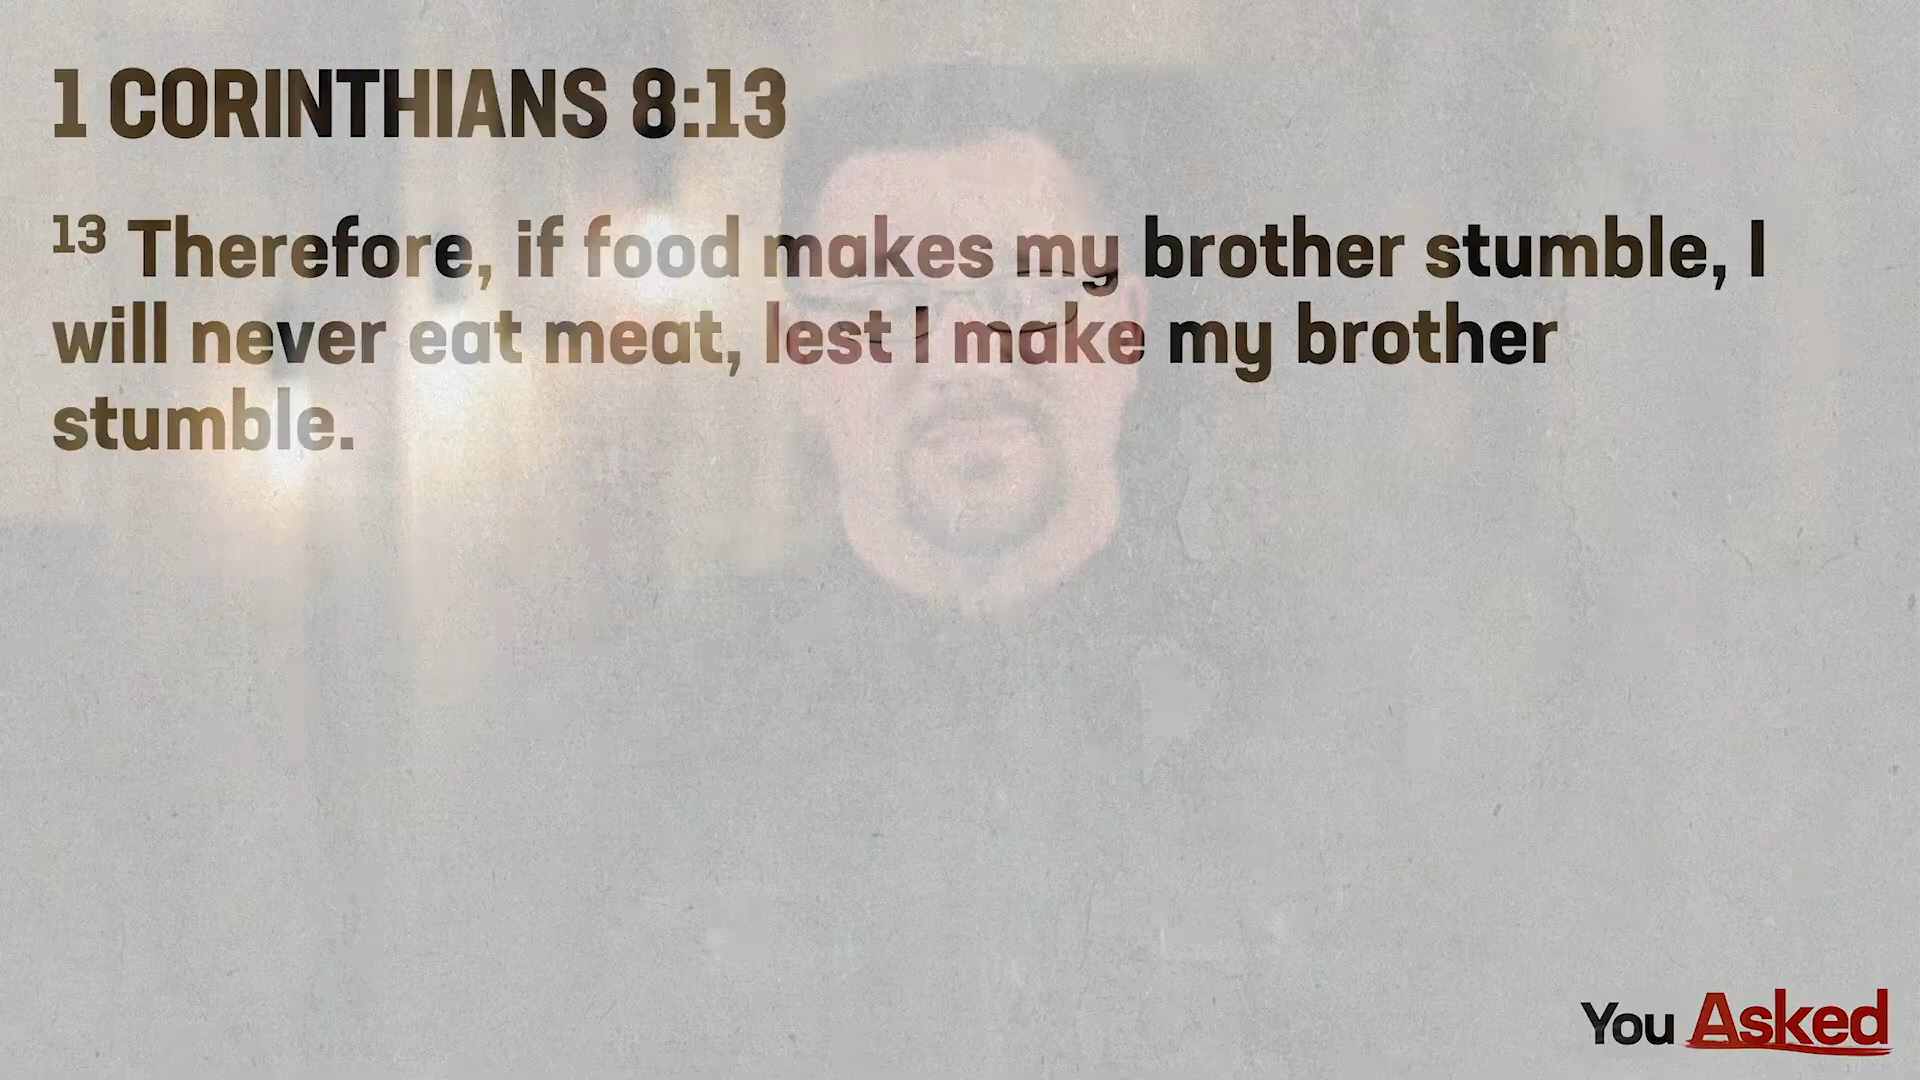 1 CORINTHIANS 8:13
13 Therefore, if food makes my brother stumble, I
will never eat meat, lest I make my brother
stumble.
You Asked